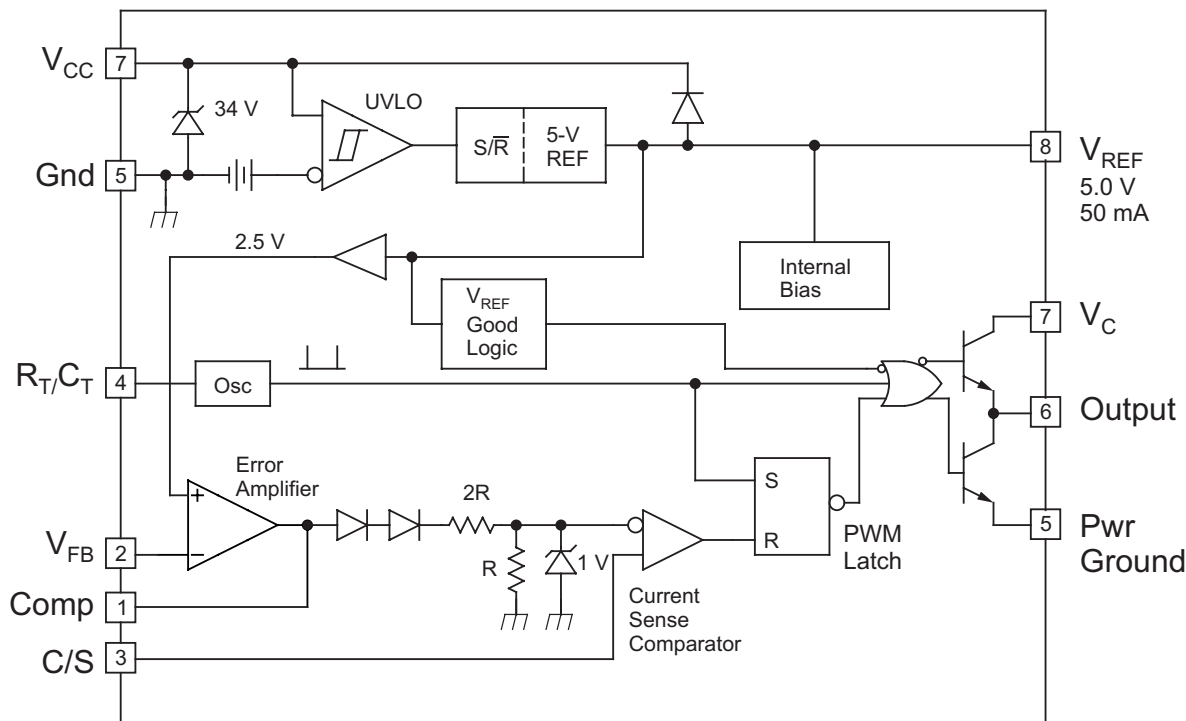 V_CC 7
34 V
UVLO
S/R̅
5-V
REF
8 V_REF
5.0 V
50 mA
Gnd 5
2.5 V
V_REF
Good
Logic
Internal
Bias
7 V_C
R_T/C_T 4
Osc
6 Output
Error
Amplifier
+
−
2R
S
R
PWM
Latch
5 Pwr
Ground
V_FB 2
R
1 V
Comp 1
Current
Sense
Comparator
C/S 3